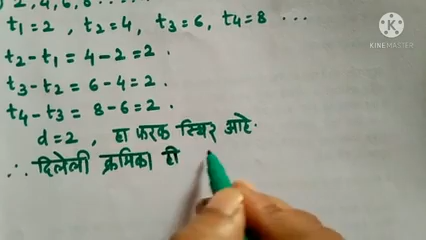 2, 4, 6, 8 ...
t₁ = 2 , t₂ = 4, t₃ = 6, t₄ = 8 ...
t₂ - t₁ = 4 - 2 = 2.
t₃ - t₂ = 6 - 4 = 2.
t₄ - t₃ = 8 - 6 = 2.
d = 2 , हा फरक स्थिर आहे.
∴ दिलेली क्रमिका ही
KINEMASTER